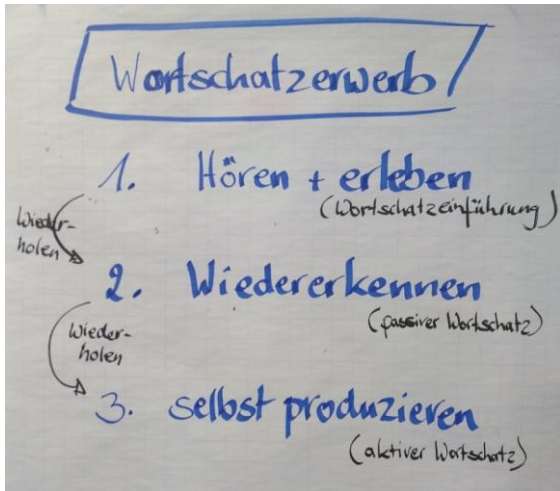 Wortschatzerwerb
1. Hören + erleben
(Wortschatzeinführung)
Wieder-
holen
2. Wiedererkennen
(passiver Wortschatz)
Wieder-
holen
3. selbst produzieren
(aktiver Wortschatz)